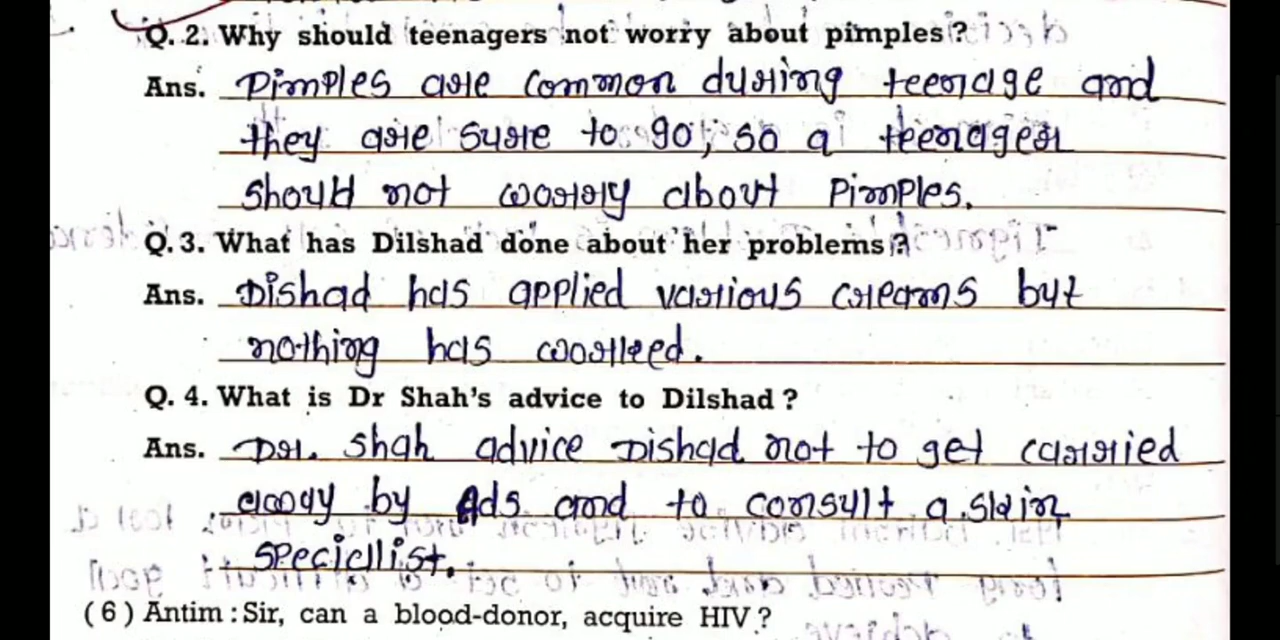 Q. 2. Why should teenagers not worry about pimples ?
Ans. Pimples are common during teenage and
they are sure to go; so a teenager
should not worry about Pimples.
Q. 3. What has Dilshad done about her problems ?
Ans. Dishad has applied various creams but
nothing has worked.
Q. 4. What is Dr Shah's advice to Dilshad ?
Ans. Dr. Shah advice Dishad not to get carried
away by Ads and to consult a skin
specialist.
(6) Antim : Sir, can a blood-donor, acquire HIV ?